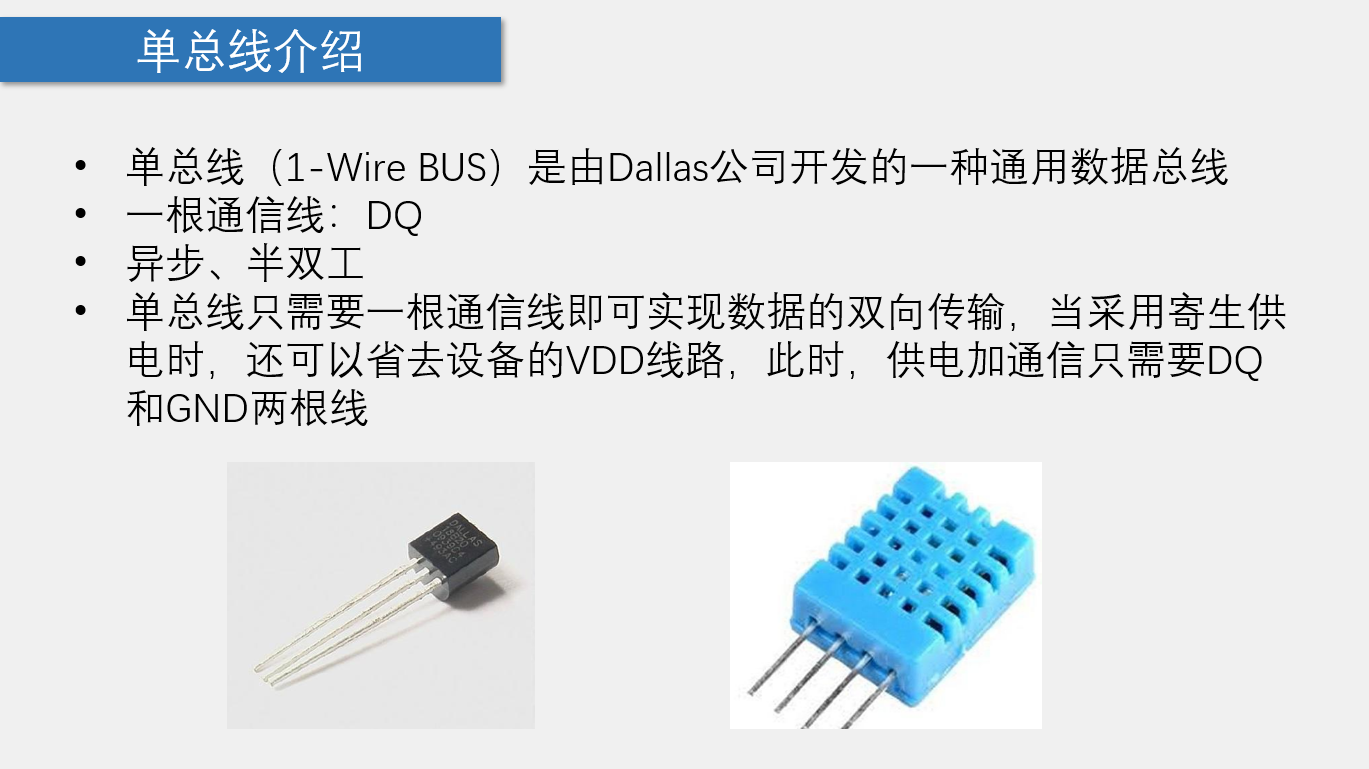 单总线介绍
• 单总线（1-Wire BUS）是由Dallas公司开发的一种通用数据总线
• 一根通信线：DQ
• 异步、半双工
• 单总线只需要一根通信线即可实现数据的双向传输，当采用寄生供
电时，还可以省去设备的VDD线路，此时，供电加通信只需要DQ
和GND两根线
DALLAS
18B20